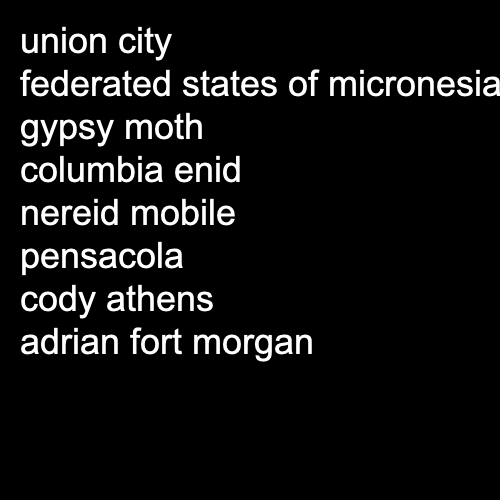 union city
federated states of micronesia
gypsy moth
columbia enid
nereid mobile
pensacola
cody athens
adrian fort morgan